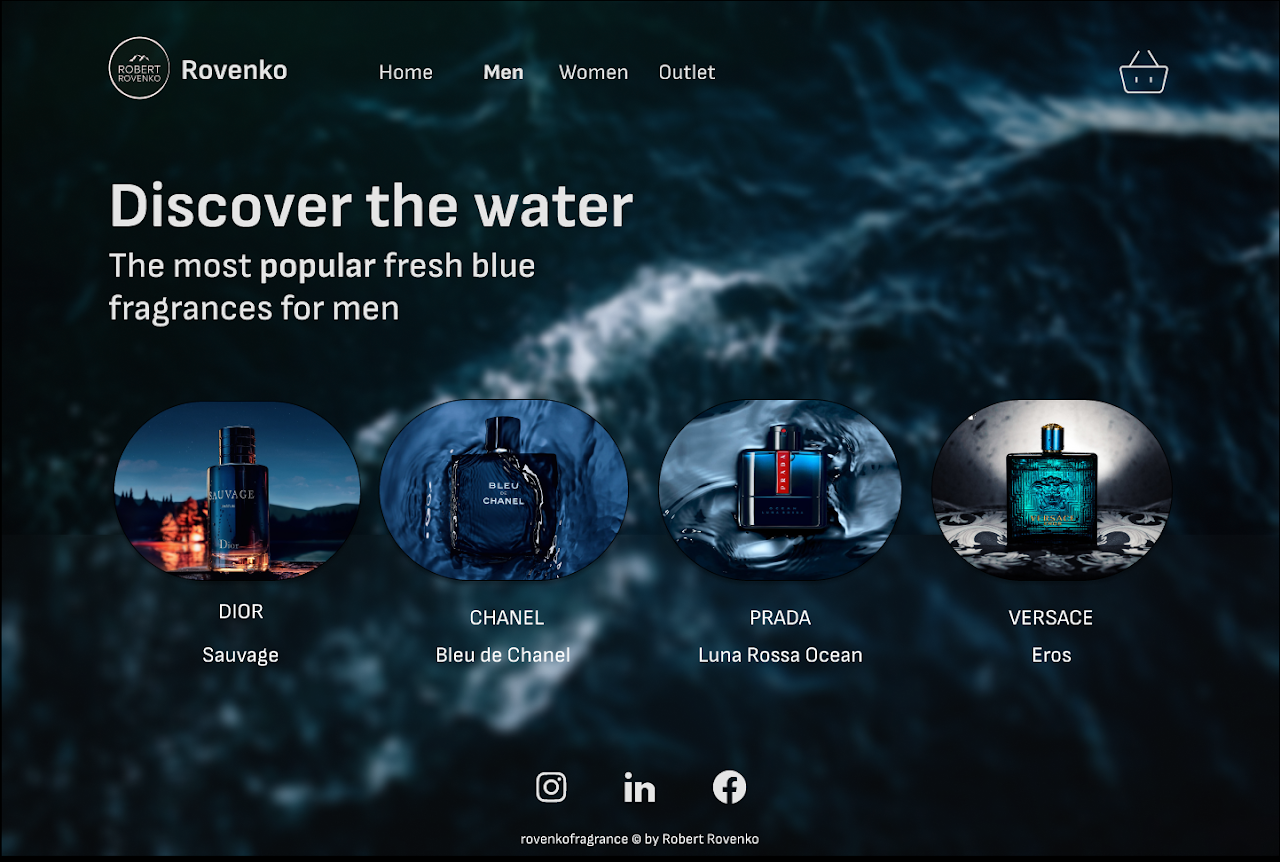 ROBERT
ROVENKO
Rovenko
Home
Men
Women
Outlet
Discover the water
The most popular fresh blue
fragrances for men
SAUVAGE
Dior
BLEU
DE
CHANEL
PRADA
VERSACE
DIOR
CHANEL
PRADA
VERSACE
Sauvage
Bleu de Chanel
Luna Rossa Ocean
Eros
rovenkofragrance © by Robert Rovenko